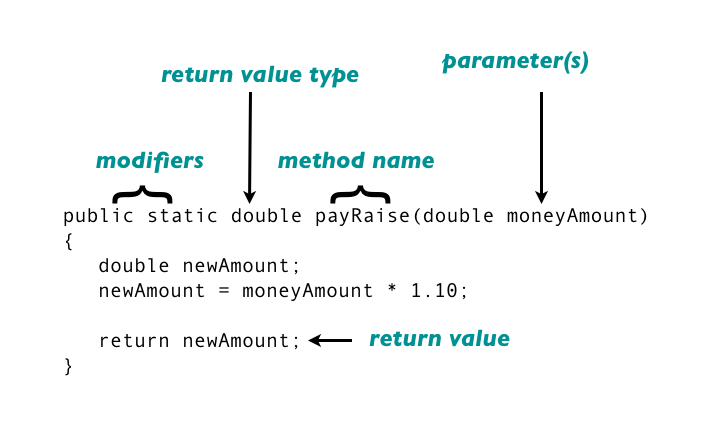 parameter(s)
return value type
modifiers method name
public static double payRaise(double moneyAmount)
{
double newAmount;
newAmount = moneyAmount * 1.10;
return newAmount; return value
}